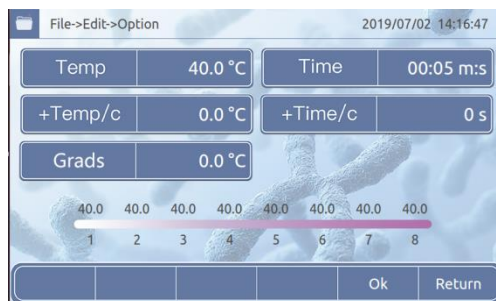 File->Edit->Option 2019/07/02 14:16:47
Temp 40.0 °C Time 00:05 m:s
+Temp/c 0.0 °C +Time/c 0 s
Grads 0.0 °C
40.0 40.0 40.0 40.0 40.0 40.0 40.0 40.0
1 2 3 4 5 6 7 8
Ok Return